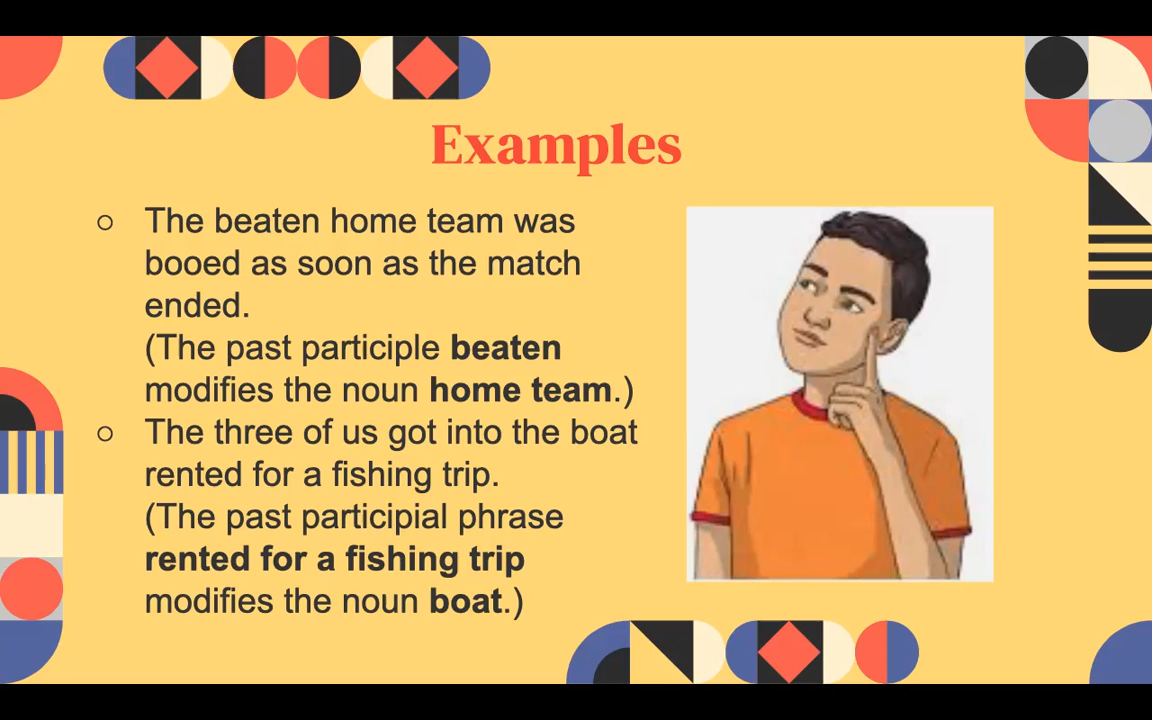 Examples
○ The beaten home team was
booed as soon as the match
ended.
(The past participle beaten
modifies the noun home team.)
○ The three of us got into the boat
rented for a fishing trip.
(The past participial phrase
rented for a fishing trip
modifies the noun boat.)